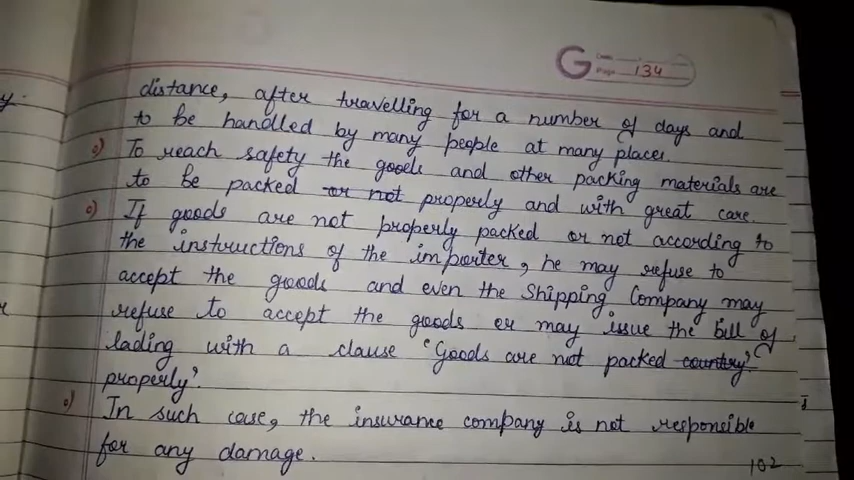 G Date
Page 134
distance, after travelling for a number of days and
to be handled by many people at many places.
To reach safety the goods and other packing materials are
to be packed or not properly and with great care.
If goods are not properly packed or not according to
the instructions of the importer, he may refuse to
accept the goods and even the Shipping Company may
refuse to accept the goods or may issue the bill of
lading with a clause "Goods are not packed country"
properly".
In such case, the insurance company is not responsible
for any damage.
102